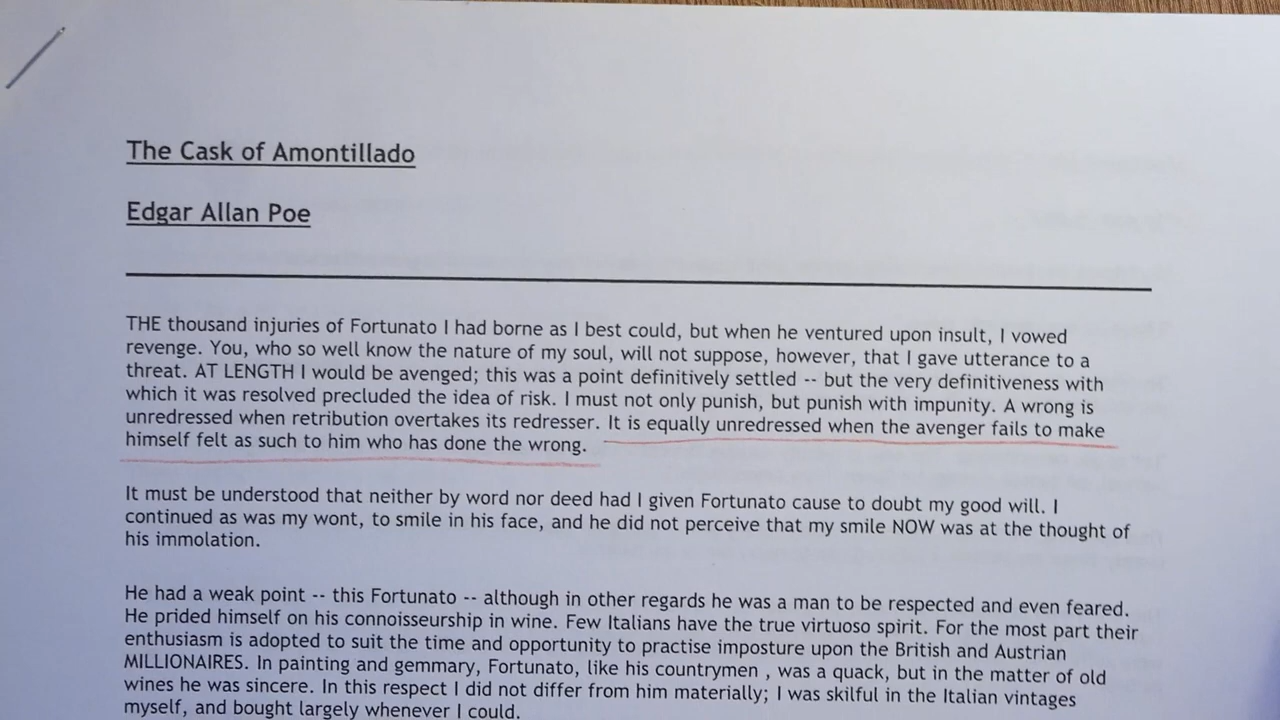 The Cask of Amontillado
Edgar Allan Poe
THE thousand injuries of Fortunato I had borne as I best could, but when he ventured upon insult, I vowed
revenge. You, who so well know the nature of my soul, will not suppose, however, that I gave utterance to a
threat. AT LENGTH I would be avenged; this was a point definitively settled -- but the very definitiveness with
which it was resolved precluded the idea of risk. I must not only punish, but punish with impunity. A wrong is
unredressed when retribution overtakes its redresser. It is equally unredressed when the avenger fails to make
himself felt as such to him who has done the wrong.
It must be understood that neither by word nor deed had I given Fortunato cause to doubt my good will. I
continued as was my wont, to smile in his face, and he did not perceive that my smile NOW was at the thought of
his immolation.
He had a weak point -- this Fortunato -- although in other regards he was a man to be respected and even feared.
He prided himself on his connoisseurship in wine. Few Italians have the true virtuoso spirit. For the most part their
enthusiasm is adopted to suit the time and opportunity to practise imposture upon the British and Austrian
MILLIONAIRES. In painting and gemmary, Fortunato, like his countrymen , was a quack, but in the matter of old
wines he was sincere. In this respect I did not differ from him materially; I was skilful in the Italian vintages
myself, and bought largely whenever I could.